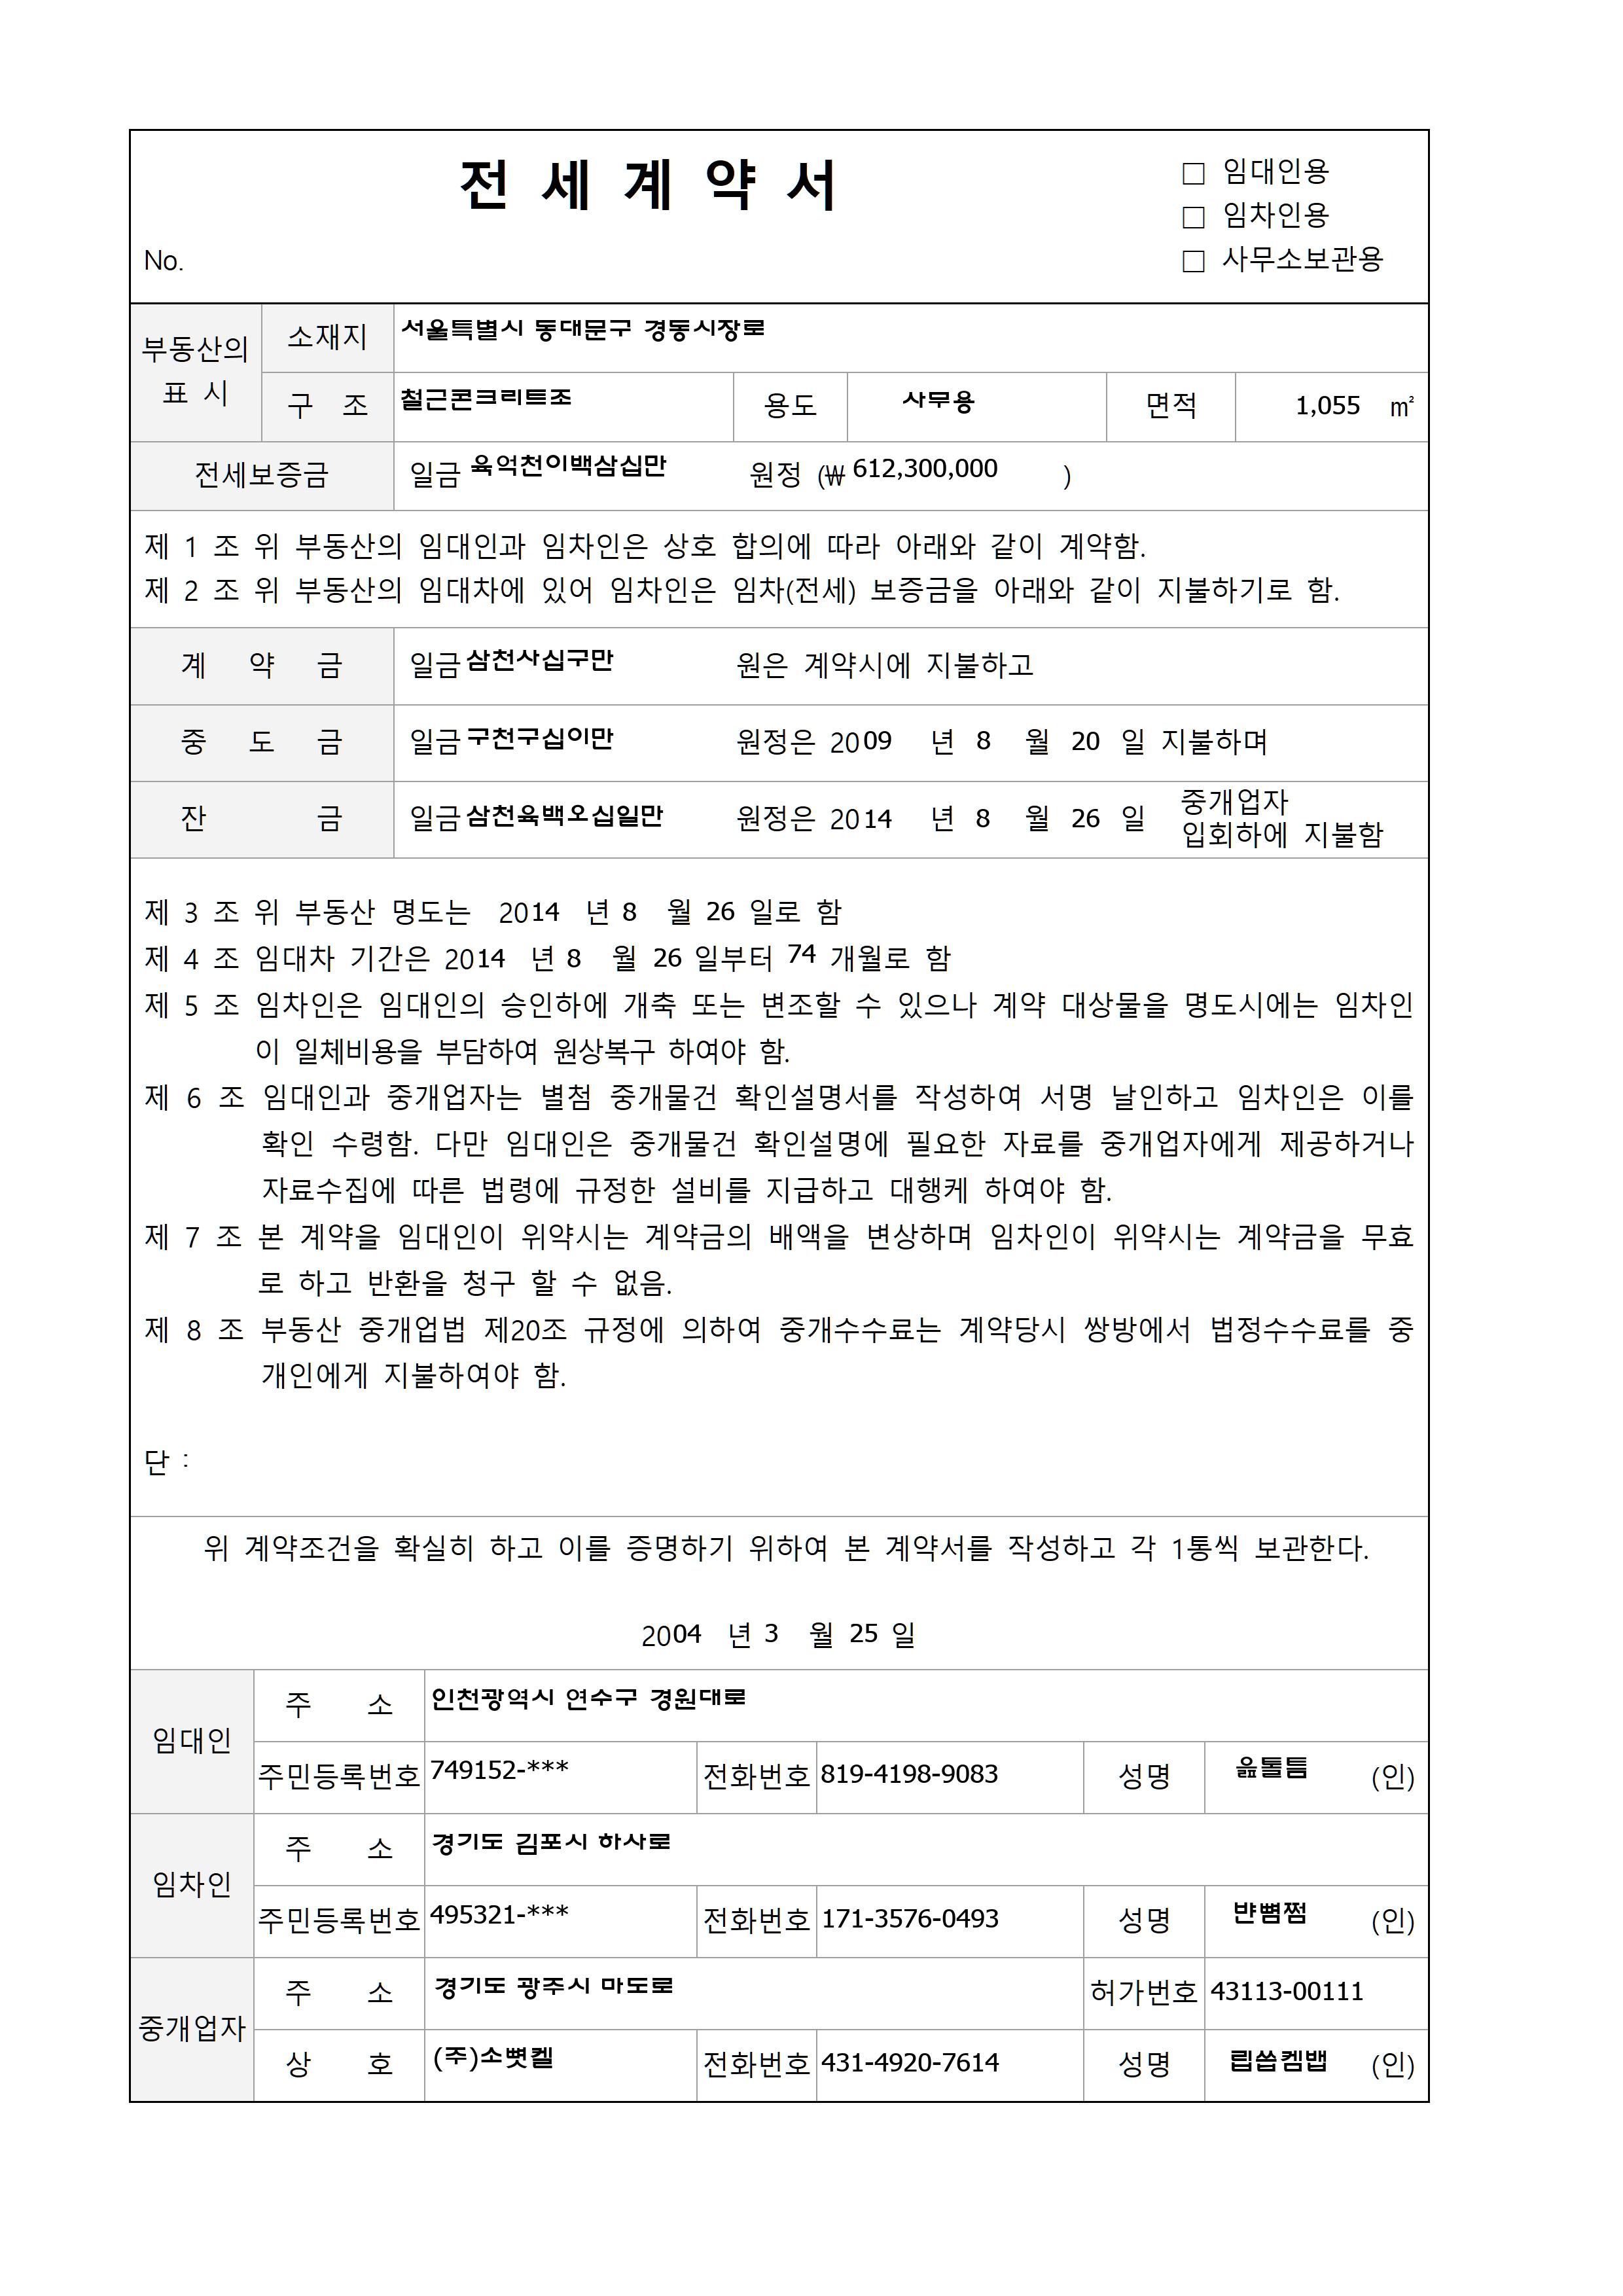 전 세 계 약 서
□ 임대인용
□ 임차인용
□ 사무소보관용
No.
부동산의 표 시
소재지 서울특별시 동대문구 경동시장로
구 조 철근콘크리트조 용도 사무용 면적 1,055 ㎡
전세보증금 일금 육억천이백삼십만 원정 (₩ 612,300,000 )
제 1 조 위 부동산의 임대인과 임차인은 상호 합의에 따라 아래와 같이 계약함.
제 2 조 위 부동산의 임대차에 있어 임차인은 임차(전세) 보증금을 아래와 같이 지불하기로 함.
계 약 금 일금 삼천사십구만 원은 계약시에 지불하고
중 도 금 일금 구천구십이만 원정은 2009 년 8 월 20 일 지불하며
잔 금 일금 삼천육백오십일만 원정은 2014 년 8 월 26 일 중개업자
입회하에 지불함
제 3 조 위 부동산 명도는 2014 년 8 월 26 일로 함
제 4 조 임대차 기간은 2014 년 8 월 26 일부터 74 개월로 함
제 5 조 임차인은 임대인의 승인하에 개축 또는 변조할 수 있으나 계약 대상물을 명도시에는 임차인
이 일체비용을 부담하여 원상복구 하여야 함.
제 6 조 임대인과 중개업자는 별첨 중개물건 확인설명서를 작성하여 서명 날인하고 임차인은 이를
확인 수령함. 다만 임대인은 중개물건 확인설명에 필요한 자료를 중개업자에게 제공하거나
자료수집에 따른 법령에 규정한 설비를 지급하고 대행케 하여야 함.
제 7 조 본 계약을 임대인이 위약시는 계약금의 배액을 변상하며 임차인이 위약시는 계약금을 무효
로 하고 반환을 청구 할 수 없음.
제 8 조 부동산 중개업법 제20조 규정에 의하여 중개수수료는 계약당시 쌍방에서 법정수수료를 중
개인에게 지불하여야 함.
단 :
위 계약조건을 확실히 하고 이를 증명하기 위하여 본 계약서를 작성하고 각 1통씩 보관한다.
2004 년 3 월 25 일
임대인
주 소 인천광역시 연수구 경원대로
주민등록번호 749152-*** 전화번호 819-4198-9083 성명 (인)
임차인
주 소 경기도 김포시 하사로
주민등록번호 495321-*** 전화번호 171-3576-0493 성명 (인)
중개업자
주 소 경기도 광주시 마도로 허가번호 43113-00111
상 호 (주)소뼛켈 전화번호 431-4920-7614 성명 (인)